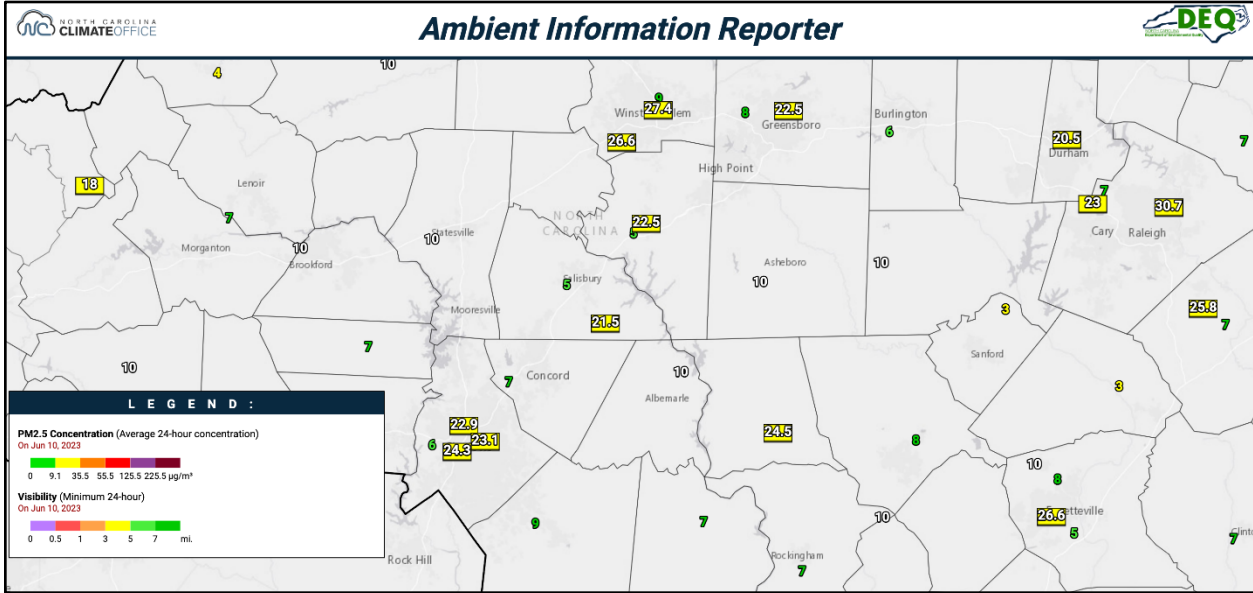 NORTH CAROLINA
CLIMATEOFFICE
Ambient Information Reporter
DEQ
4
10
9
27.4
8
22.5
Greensboro
Burlington
6
26.6
High Point
20.5
Durham
7
18
Lenoir
7
Morganton
10
Brookford
10
Statesville
NORTH
CAROLINA
22.5
5
7
23
30.7
Cary
Raleigh
5
Salisbury
Asheboro
10
10
Mooresville
21.5
3
25.8
7
7
10
7
Concord
10
Albemarle
Sanford
3
22.9
6
23.1
24.3
24.5
8
10
8
26.6
5
9
7
10
7
Rock Hill
Rockingham
7
LEGEND:
PM2.5 Concentration (Average 24-hour concentration)
On Jun 10, 2023
0 9.1 35.5 55.5 125.5 225.5 µg/m³
Visibility (Minimum 24-hour)
On Jun 10, 2023
0 0.5 1 3 5 7 mi.